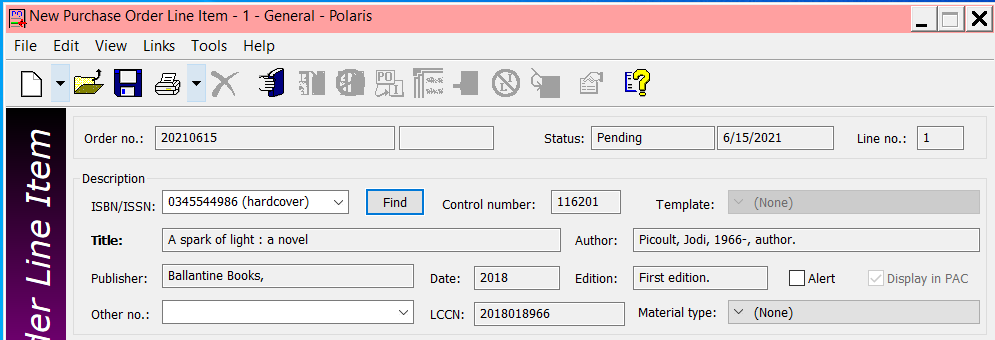 New Purchase Order Line Item - 1 - General - Polaris
File Edit View Links Tools Help
Order no.: 20210615 Status: Pending 6/15/2021 Line no.: 1
Description
ISBN/ISSN: 0345544986 (hardcover) Find Control number: 116201 Template: (None)
Title: A spark of light : a novel Author: Picoult, Jodi, 1966-, author.
Publisher: Ballantine Books, Date: 2018 Edition: First edition. Alert Display in PAC
Other no.: LCCN: 2018018966 Material type: (None)
der Line Item